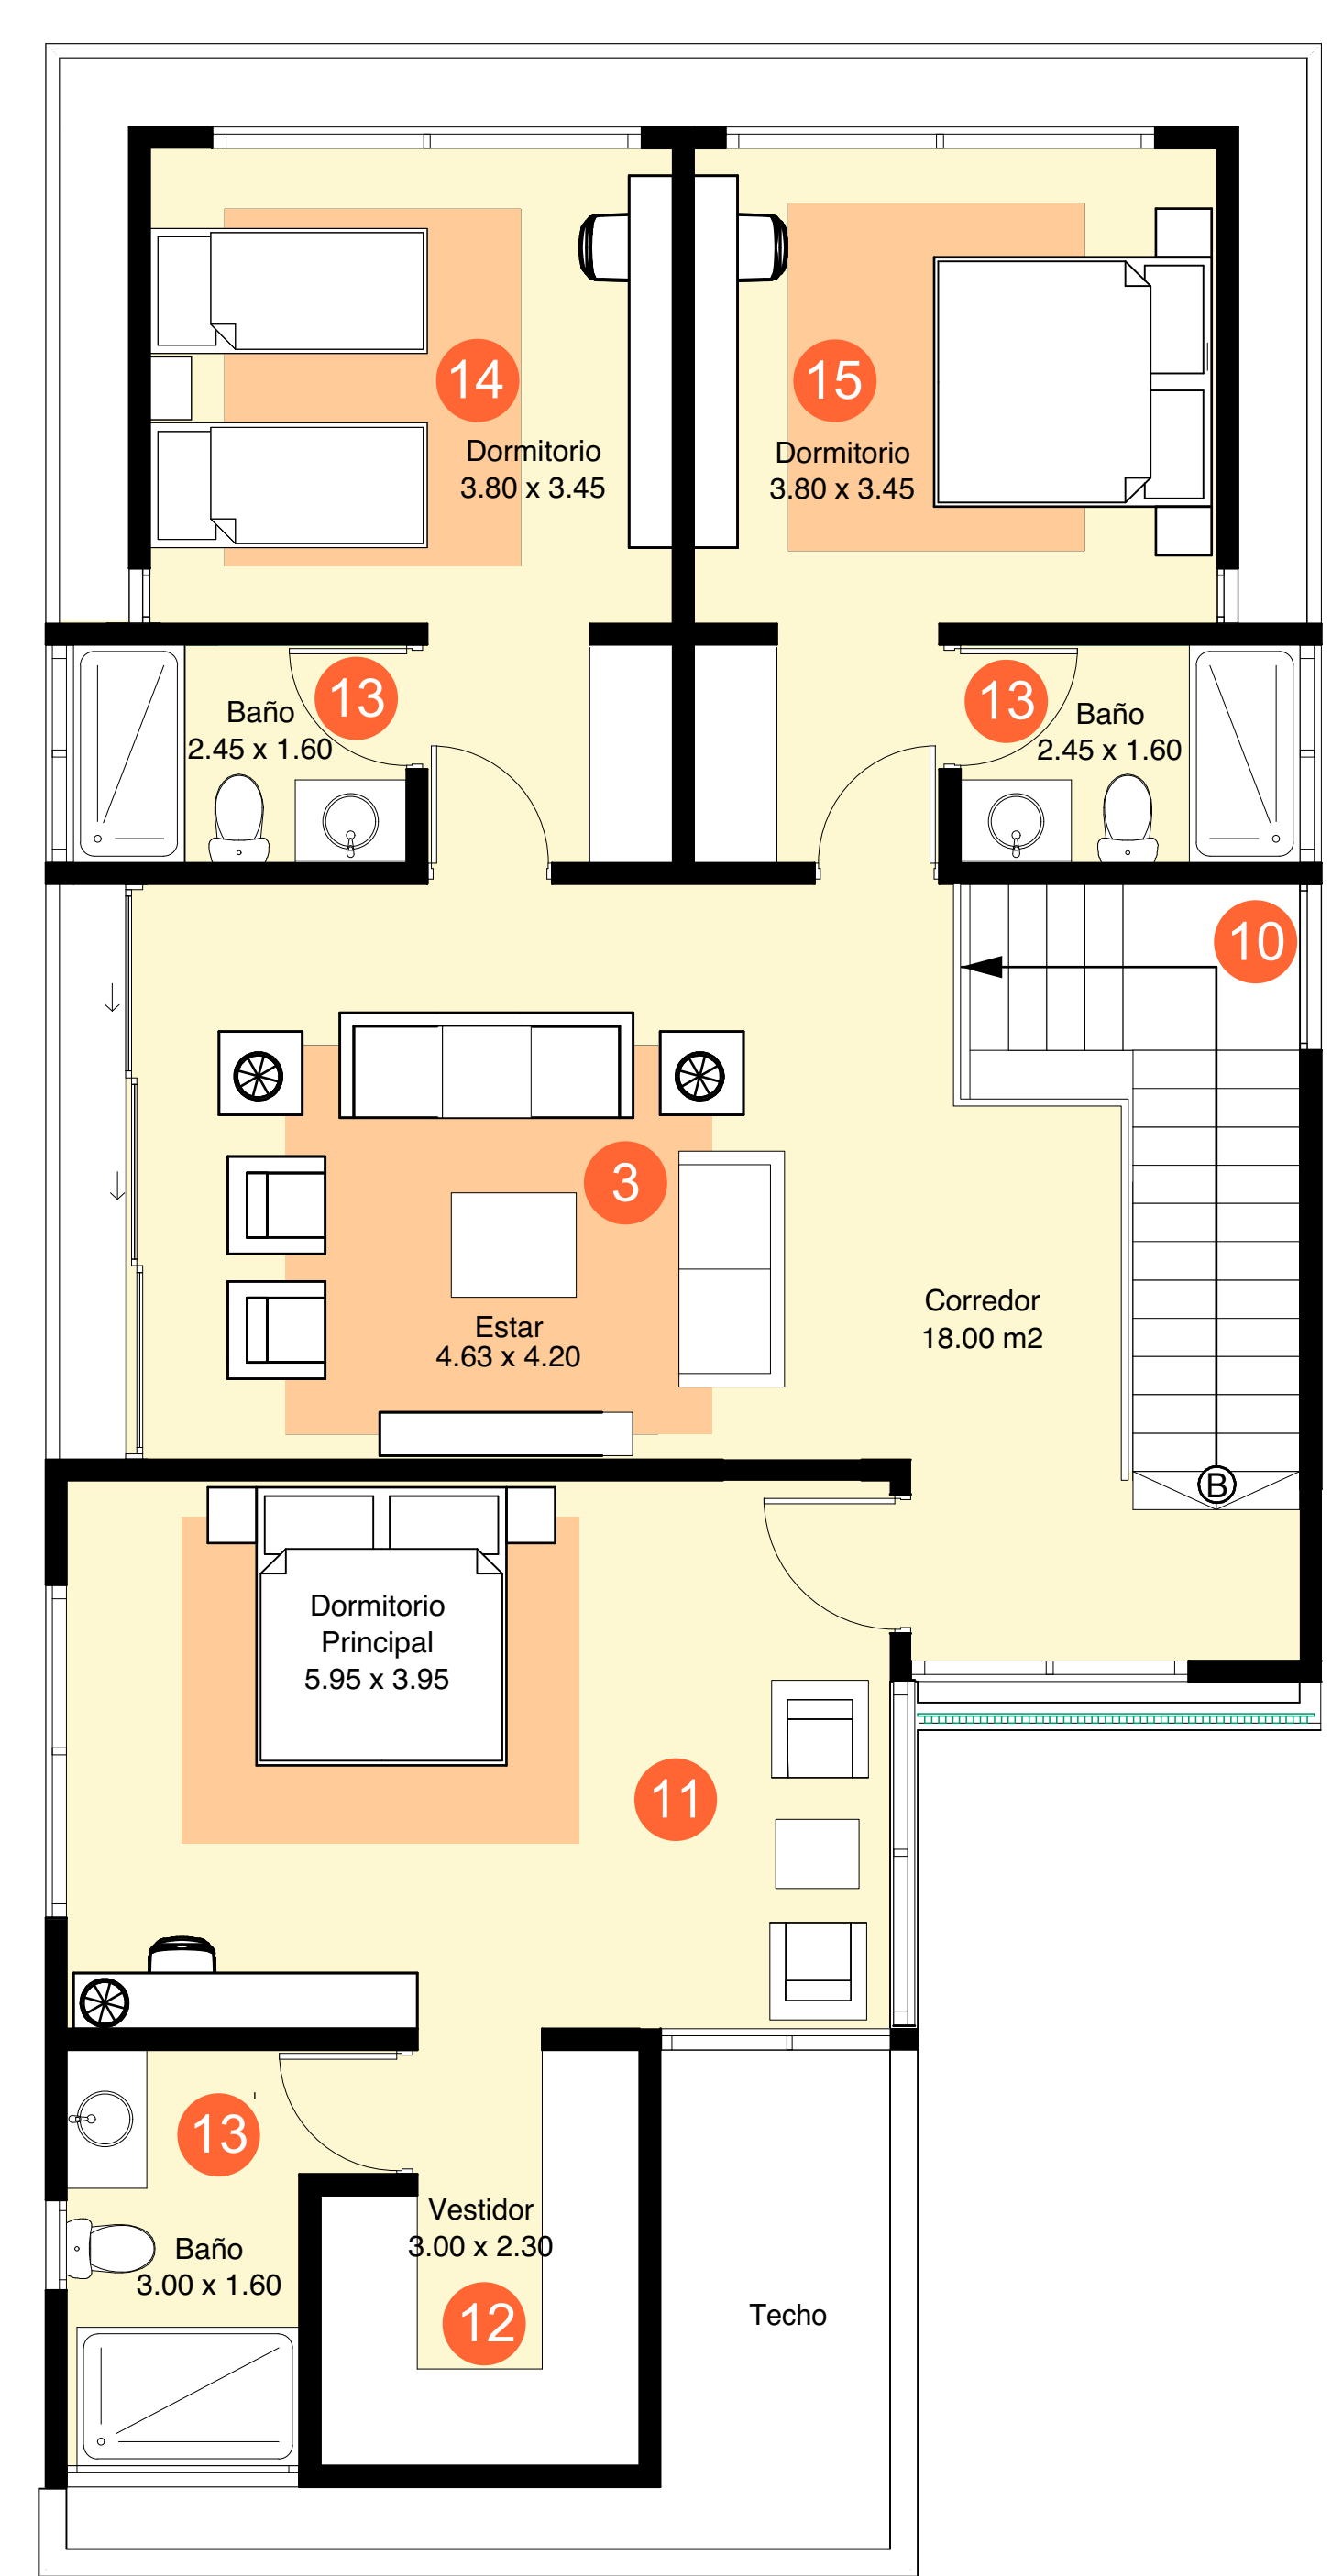 14
Dormitorio
3.80 x 3.45
15
Dormitorio
3.80 x 3.45
13
Baño
2.45 x 1.60
13
Baño
2.45 x 1.60
10
3
Estar
4.63 x 4.20
Corredor
18.00 m2
B
Dormitorio
Principal
5.95 x 3.95
11
13
Baño
3.00 x 1.60
Vestidor
3.00 x 2.30
12
Techo